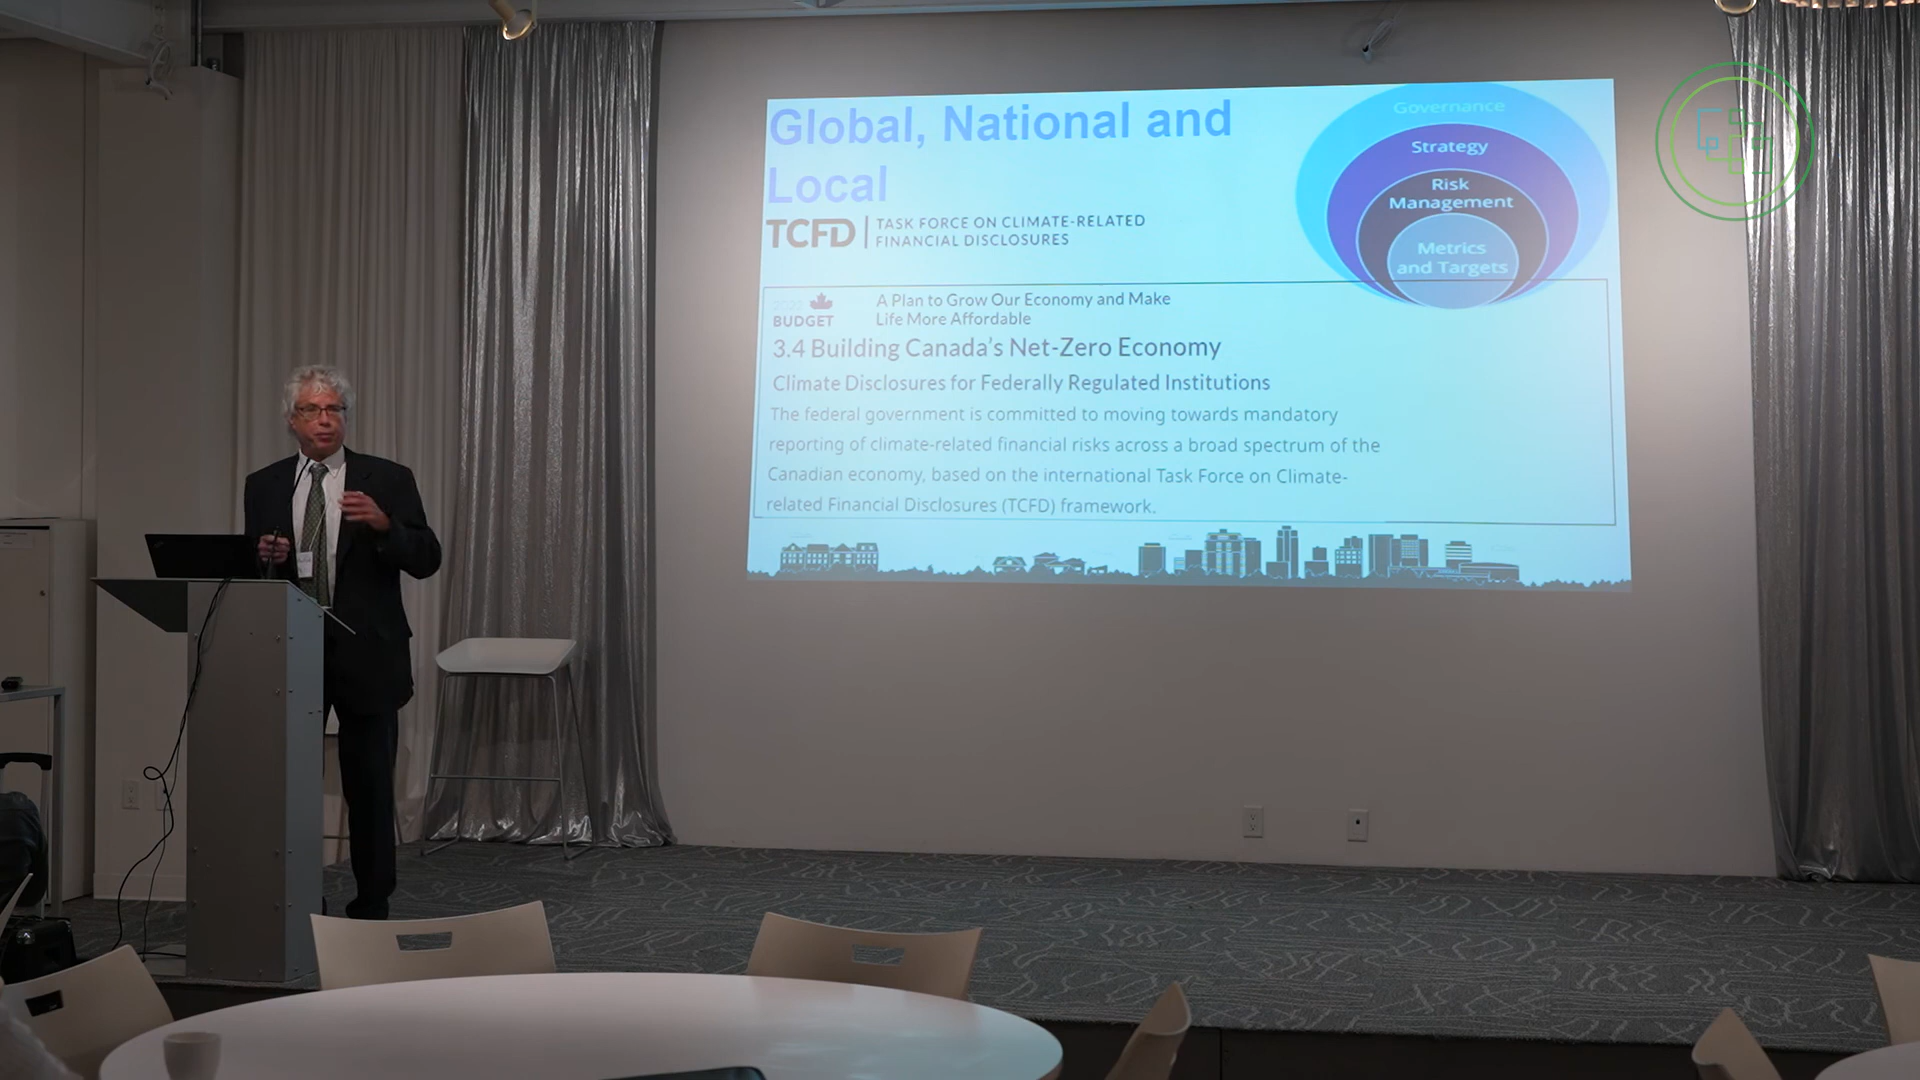 Global, National and
Local
TCFD | TASK FORCE ON CLIMATE-RELATED
FINANCIAL DISCLOSURES
Governance
Strategy
Risk
Management
Metrics
and Targets
2022
BUDGET
A Plan to Grow Our Economy and Make
Life More Affordable
3.4 Building Canada's Net-Zero Economy
Climate Disclosures for Federally Regulated Institutions
The federal government is committed to moving towards mandatory
reporting of climate-related financial risks across a broad spectrum of the
Canadian economy, based on the international Task Force on Climate-
related Financial Disclosures (TCFD) framework.